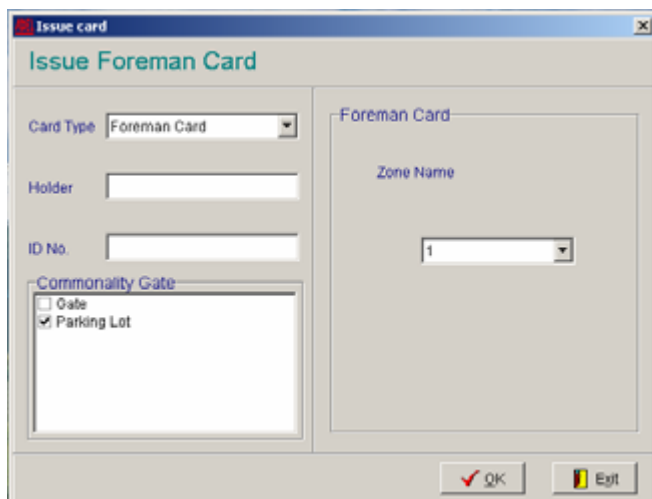 Issue card
Issue Foreman Card
Card Type Foreman Card
Holder
ID No.
Commonality Gate
Gate
Parking Lot
Foreman Card
Zone Name
1
OK
Exit